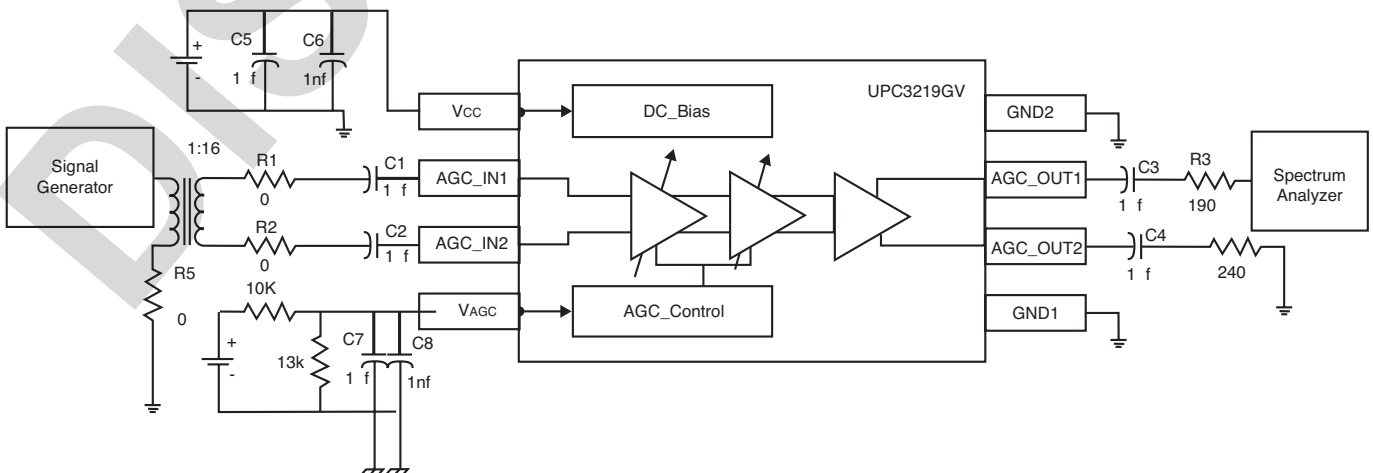 +
C5
C6
-
1 f
1nf
VCC
DC_Bias
UPC3219GV
GND2
Signal
Generator
1:16
R1
0
C1
1 f
AGC_IN1
AGC_OUT1
C3
1 f
R3
190
Spectrum
Analyzer
R2
0
C2
1 f
AGC_IN2
AGC_OUT2
C4
1 f
240
R5
0
10K
VAGC
AGC_Control
GND1
+
-
13k
C7
1 f
C8
1nf